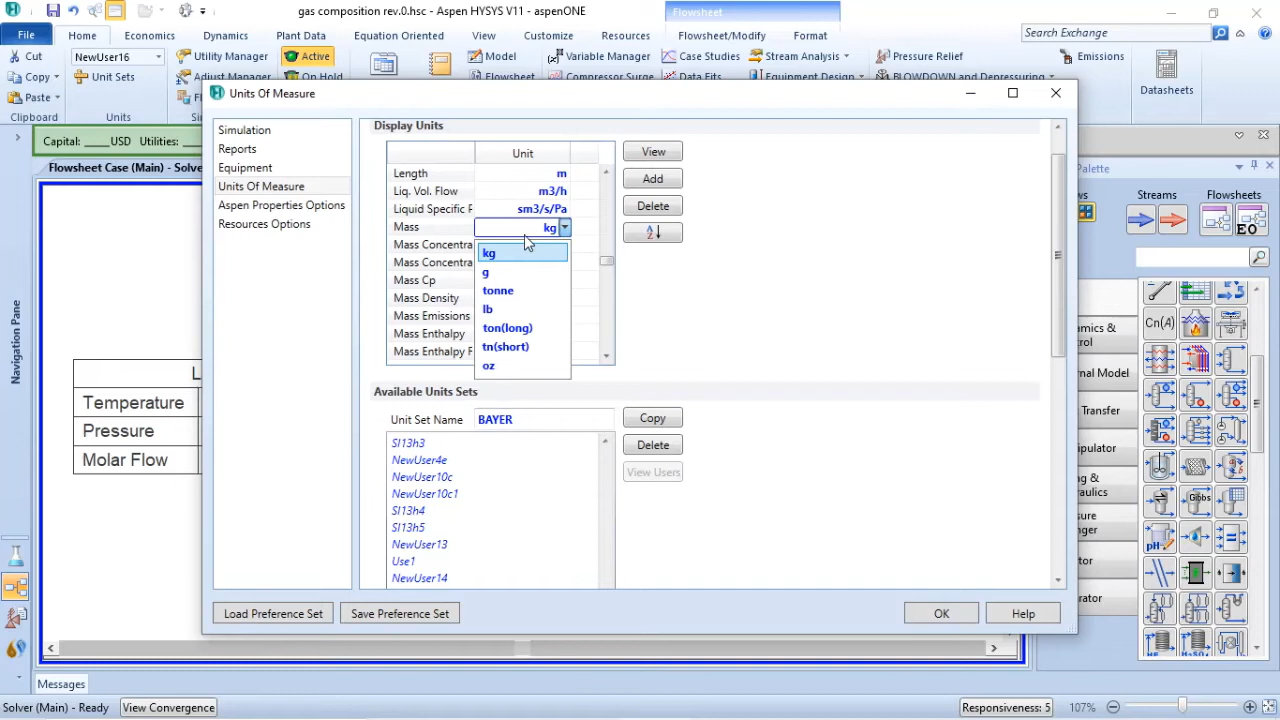 gas composition rev.0.hsc - Aspen HYSYS V11 - aspenONE
Flowsheet
File
Home
Economics
Dynamics
Plant Data
Equation Oriented
View
Customize
Resources
Flowsheet/Modify
Format
Search Exchange
Cut
NewUser16
Utility Manager
Active
Model
Variable Manager
Case Studies
Stream Analysis
Pressure Relief
Emissions
Copy
Unit Sets
Adjust Manager
On Hold
Flowsheet
Compressor Surge
Data Fits
Equipment Design
BLOWDOWN and Depressuring
Paste
Datasheets
Clipboard
Units
Units Of Measure
Capital: ____USD Utilities:
Flowsheet Case (Main) - Solver
Palette
Simulation
Reports
Equipment
Units Of Measure
Aspen Properties Options
Resources Options
Display Units
Unit
View
Length m
Add
Liq. Vol. Flow m3/h
Liquid Specific F sm3/s/Pa
Delete
Mass kg
Mass Concentra
Mass Concentra
Mass Cp
Mass Density
Mass Emissions
Mass Enthalpy
Mass Enthalpy F
kg
g
tonne
lb
ton(long)
tn(short)
oz
Available Units Sets
Unit Set Name BAYER
Copy
Delete
View Users
SI13h3
NewUser4e
NewUser10c
NewUser10c1
SI13h4
SI13h5
NewUser13
Use1
NewUser14
Load Preference Set
Save Preference Set
OK
Help
Navigation Pane
Temperature
Pressure
Molar Flow
Streams
Flowsheets
EO
Cn(A)
Gibbs
pH
Messages
Solver (Main) - Ready
View Convergence
Responsiveness: 5
107%